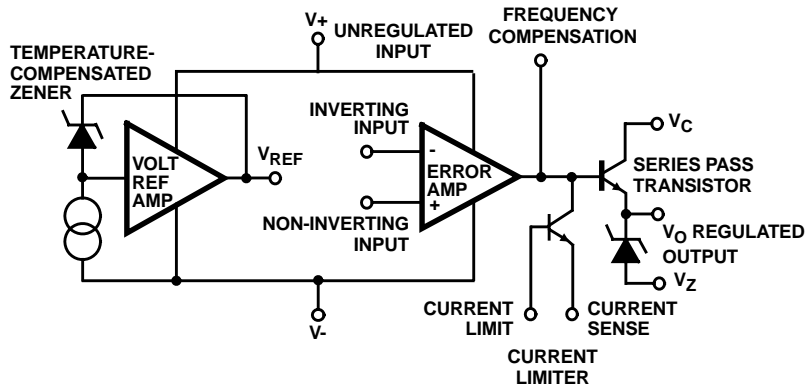 V+
UNREGULATED
INPUT
FREQUENCY
COMPENSATION
TEMPERATURE-
COMPENSATED
ZENER
INVERTING
INPUT
VOLT
REF
AMP
VREF
-
ERROR
AMP
+
NON-INVERTING
INPUT
VC
SERIES PASS
TRANSISTOR
VO REGULATED
OUTPUT
VZ
V-
CURRENT
LIMIT
CURRENT
SENSE
CURRENT
LIMITER